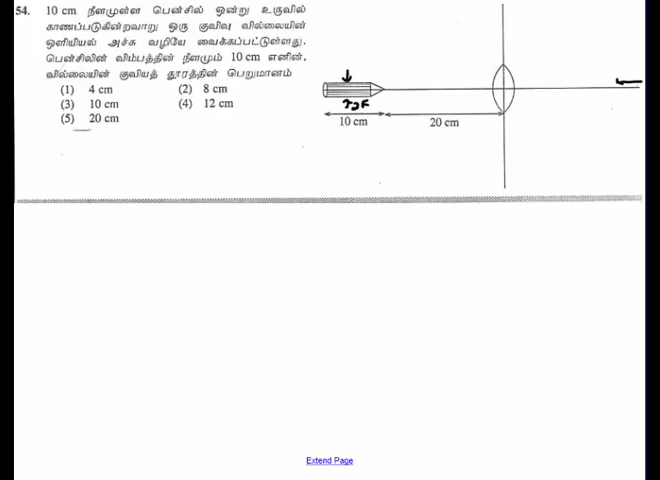 54. 10 cm நீளமுள்ள பென்சில் ஒன்று உருவில்
காணப்படுகின்றவாறு ஒரு குவிவு வில்லையின்
ஒளியியல் அச்சு வழியே வைக்கப்பட்டுள்ளது.
பென்சிலின் விம்பத்தின் நீளமும் 10 cm எனின்,
வில்லையின் குவியத் தூரத்தின் பெறுமானம்
(1) 4 cm (2) 8 cm
(3) 10 cm (4) 12 cm
(5) 20 cm
10 cm 20 cm
Extend Page